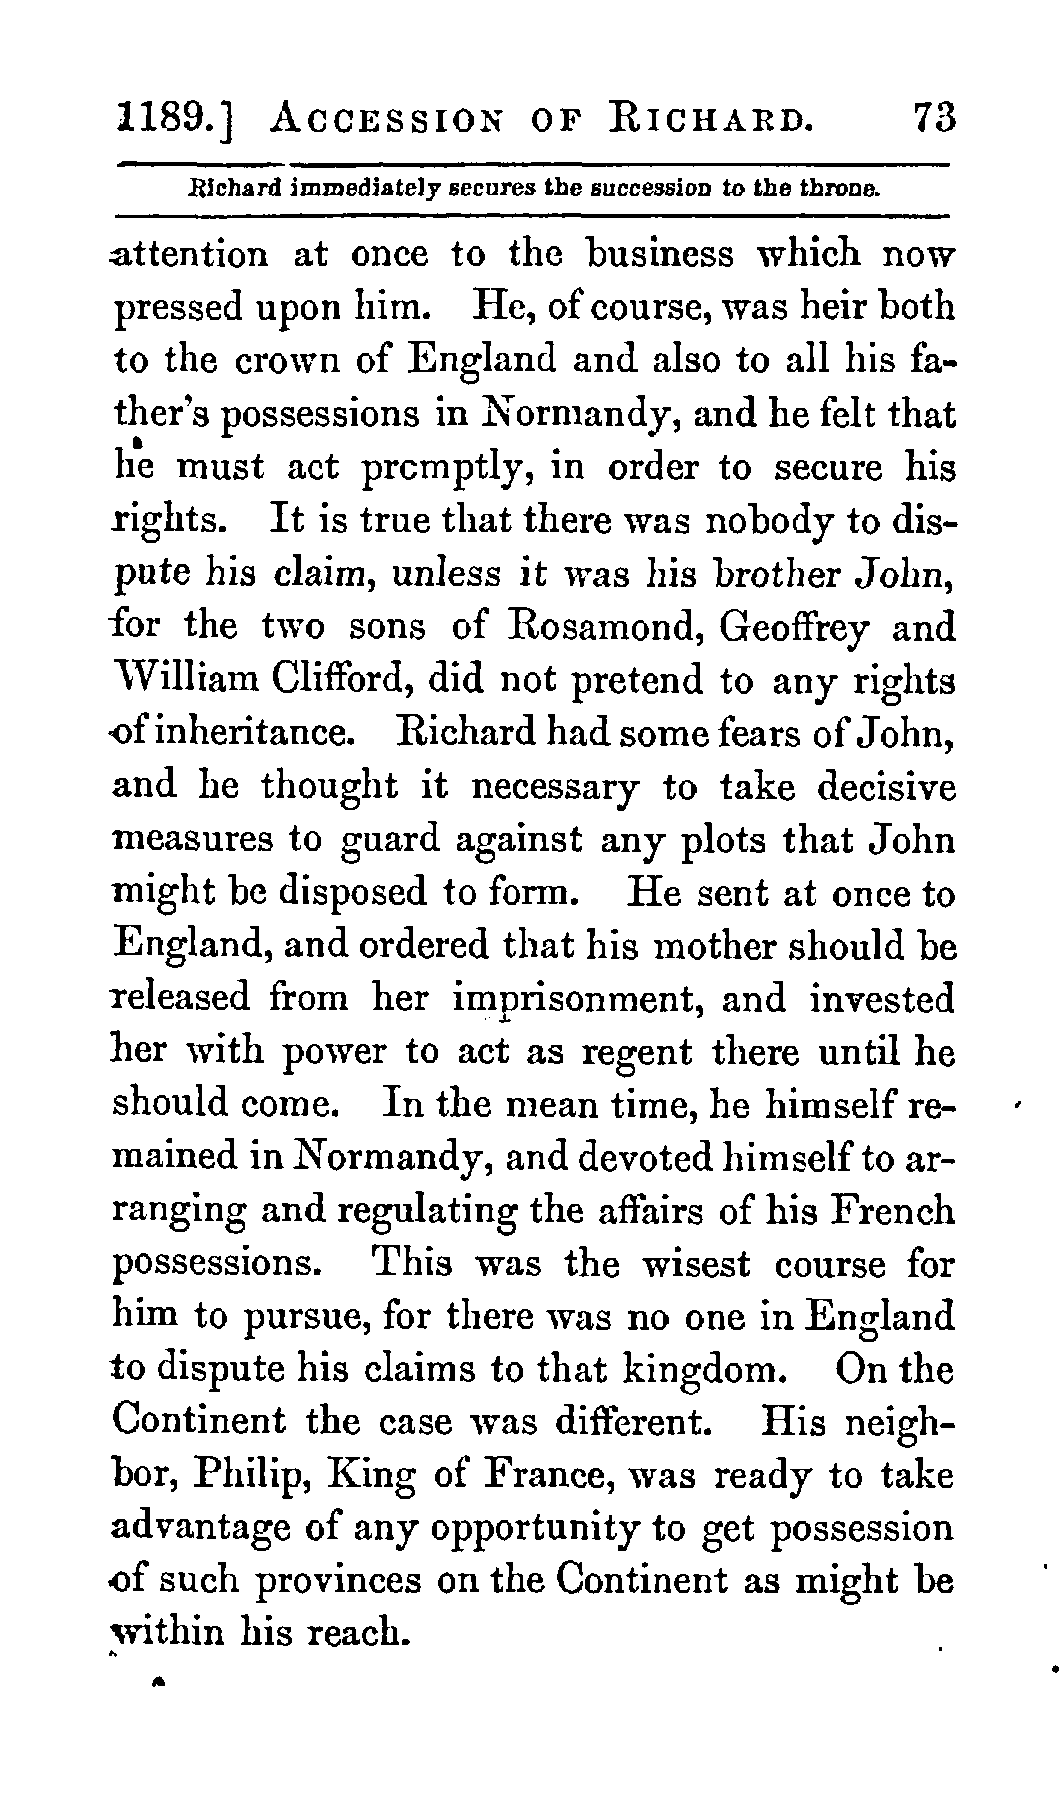 1189.] ACCESSION OF RICHARD. 73
Richard immediately secures the succession to the throne.
attention at once to the business which now
pressed upon him. He, of course, was heir both
to the crown of England and also to all his fa-
ther's possessions in Normandy, and he felt that
he must act promptly, in order to secure his
rights. It is true that there was nobody to dis-
pute his claim, unless it was his brother John,
for the two sons of Rosamond, Geoffrey and
William Clifford, did not pretend to any rights
of inheritance. Richard had some fears of John,
and he thought it necessary to take decisive
measures to guard against any plots that John
might be disposed to form. He sent at once to
England, and ordered that his mother should be
released from her imprisonment, and invested
her with power to act as regent there until he
should come. In the mean time, he himself re-
mained in Normandy, and devoted himself to ar-
ranging and regulating the affairs of his French
possessions. This was the wisest course for
him to pursue, for there was no one in England
to dispute his claims to that kingdom. On the
Continent the case was different. His neigh-
bor, Philip, King of France, was ready to take
advantage of any opportunity to get possession
of such provinces on the Continent as might be
within his reach.